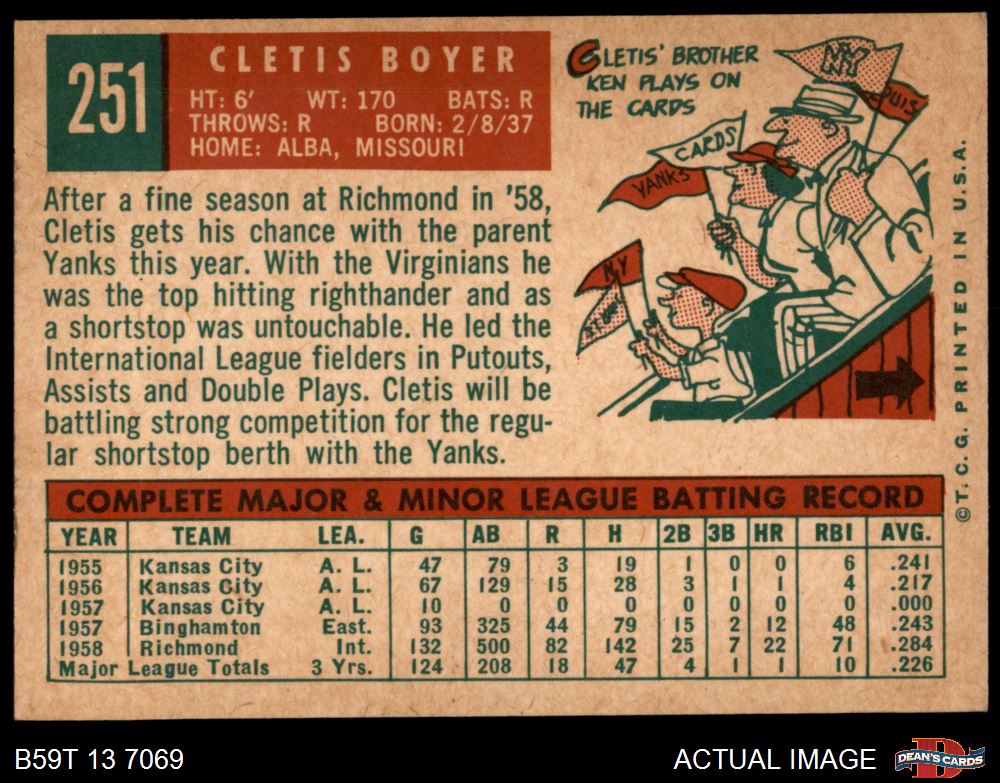 251
CLETIS BOYER
HT: 6' WT: 170 BATS: R
THROWS: R BORN: 2/8/37
HOME: ALBA, MISSOURI
CLETIS' BROTHER
KEN PLAYS ON
THE CARDS
NY
LOUIS
CARDS
YANKS
NY
ST. LOUIS
After a fine season at Richmond in '58,
Cletis gets his chance with the parent
Yanks this year. With the Virginians he
was the top hitting righthander and as
a shortstop was untouchable. He led the
International League fielders in Putouts,
Assists and Double Plays. Cletis will be
battling strong competition for the regu-
lar shortstop berth with the Yanks.
©T. C. G. PRINTED IN U.S.A.
COMPLETE MAJOR & MINOR LEAGUE BATTING RECORD
YEAR TEAM LEA. G AB R H 2B 3B HR RBI AVG.
1955 Kansas City A. L. 47 79 3 19 1 0 0 6 .241
1956 Kansas City A. L. 67 129 15 28 3 1 1 4 .217
1957 Kansas City A. L. 10 0 0 0 0 0 0 0 .000
1957 Binghamton East. 93 325 44 79 15 2 12 48 .243
1958 Richmond Int. 132 500 82 142 25 7 22 71 .284
Major League Totals 3 Yrs. 124 208 18 47 4 1 1 10 .226
B59T 13 7069
ACTUAL IMAGE
D
DEAN'S CARDS